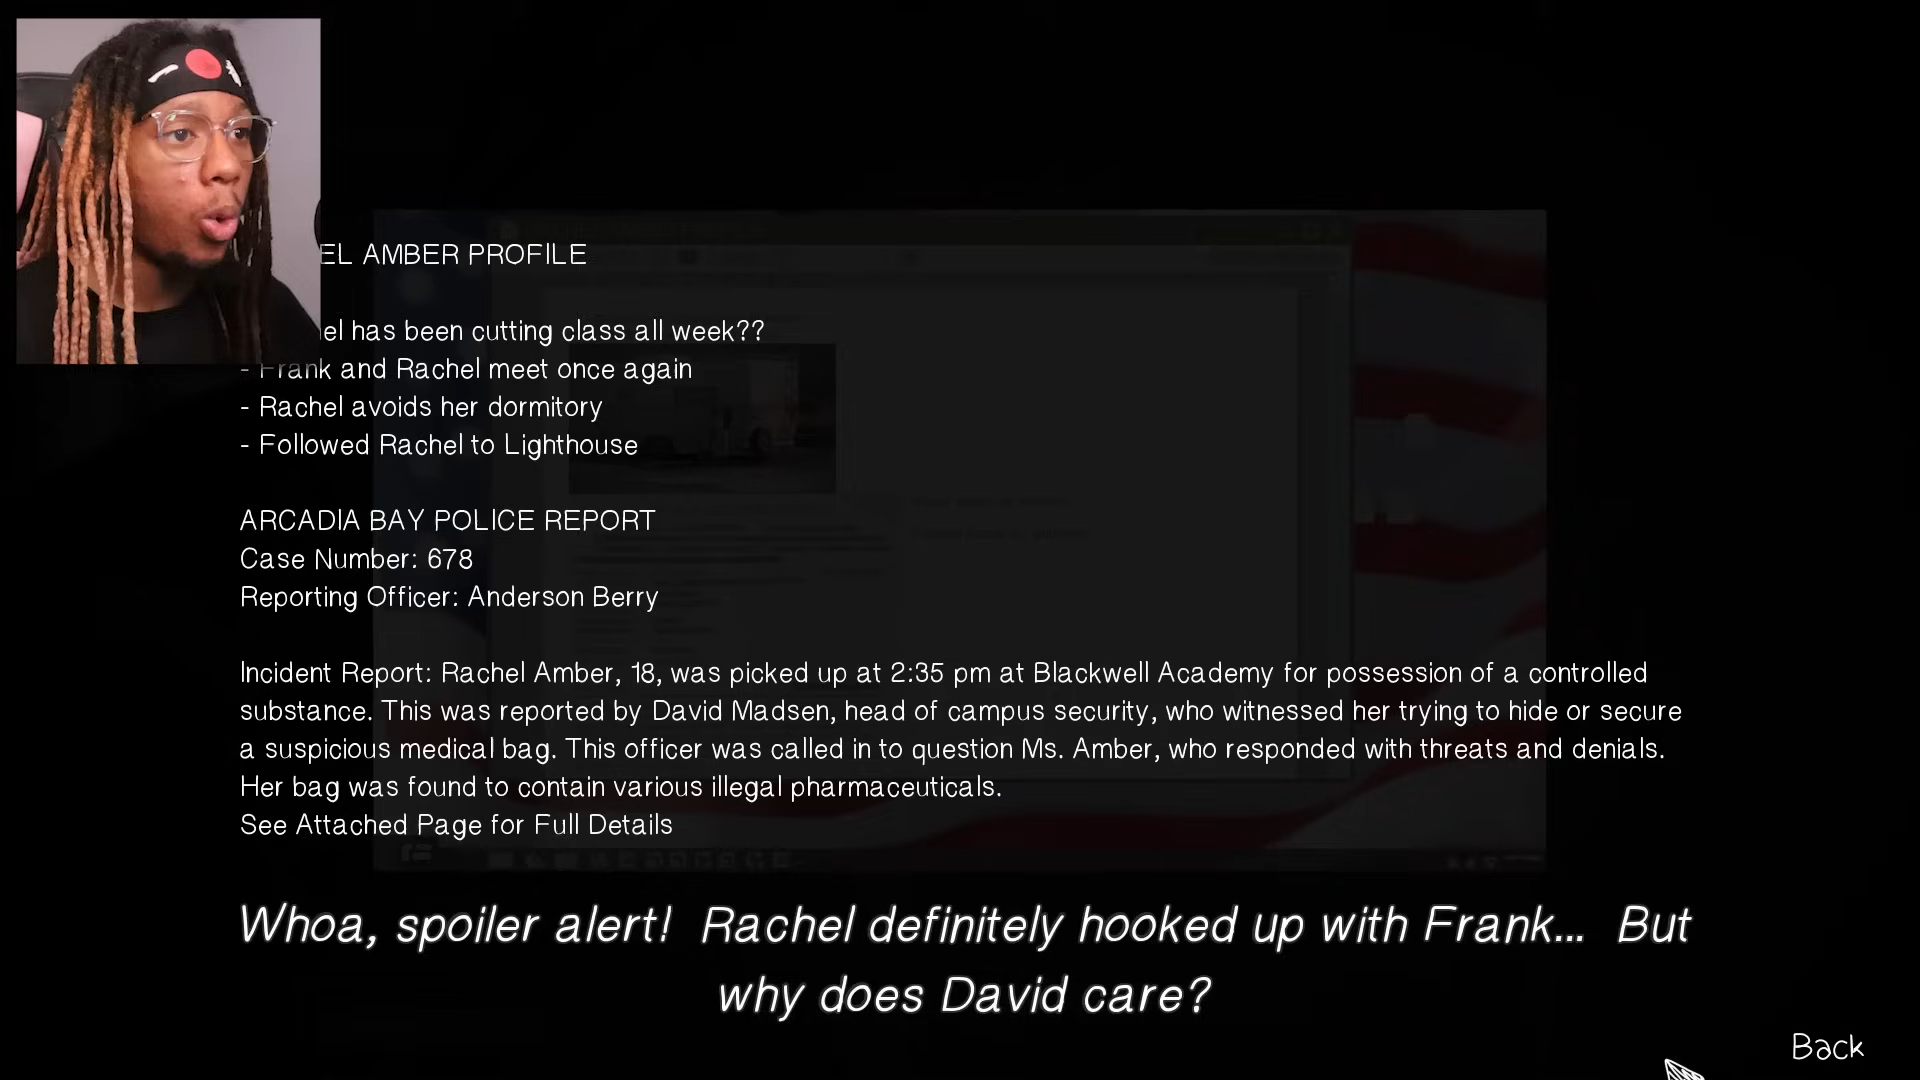 EL AMBER PROFILE
el has been cutting class all week??
- Frank and Rachel meet once again
- Rachel avoids her dormitory
- Followed Rachel to Lighthouse
ARCADIA BAY POLICE REPORT
Case Number: 678
Reporting Officer: Anderson Berry
Incident Report: Rachel Amber, 18, was picked up at 2:35 pm at Blackwell Academy for possession of a controlled
substance. This was reported by David Madsen, head of campus security, who witnessed her trying to hide or secure
a suspicious medical bag. This officer was called in to question Ms. Amber, who responded with threats and denials.
Her bag was found to contain various illegal pharmaceuticals.
See Attached Page for Full Details
Whoa, spoiler alert! Rachel definitely hooked up with Frank... But
why does David care?
Back